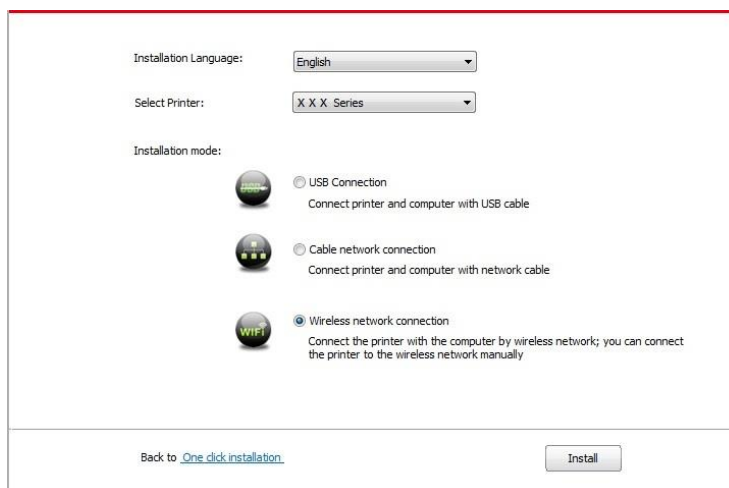 Installation Language: English
Select Printer: X X X Series
Installation mode:
USB Connection
Connect printer and computer with USB cable
Cable network connection
Connect printer and computer with network cable
WiFi
Wireless network connection
Connect the printer with the computer by wireless network; you can connect
the printer to the wireless network manually
Back to One click installation Install